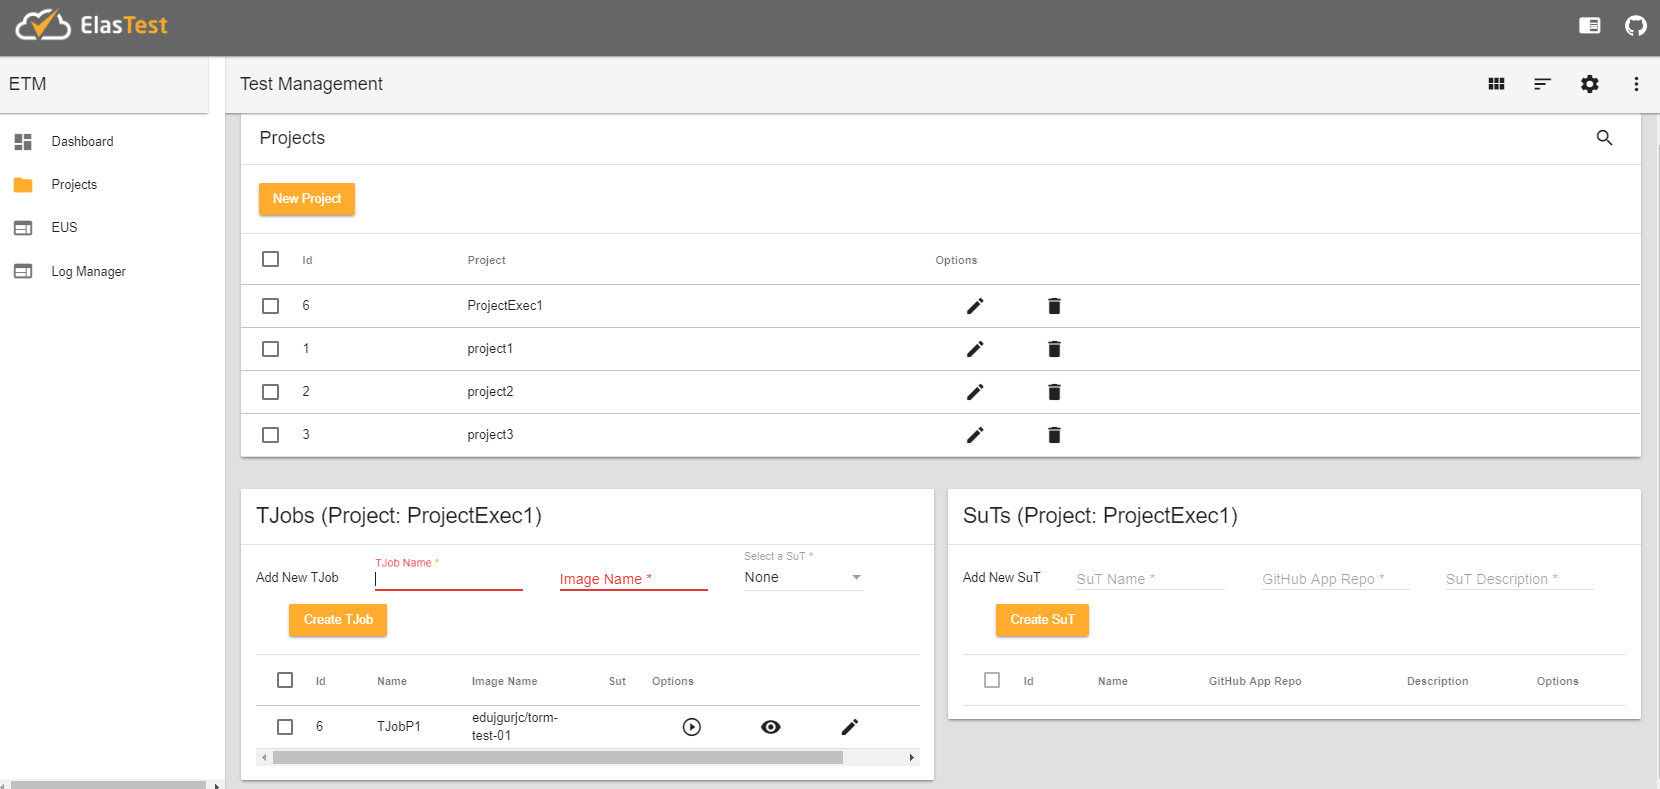 ElasTest
ETM
Test Management
Dashboard
Projects
EUS
Log Manager
Projects
New Project
Id Project Options
6 ProjectExec1
1 project1
2 project2
3 project3
TJobs (Project: ProjectExec1)
Add New TJob
TJob Name *
Image Name *
Select a SuT *
None
Create TJob
Id Name Image Name Sut Options
6 TJobP1 edujgurjc/torm-
test-01
SuTs (Project: ProjectExec1)
Add New SuT SuT Name * GitHub App Repo * SuT Description *
Create SuT
Id Name GitHub App Repo Description Options